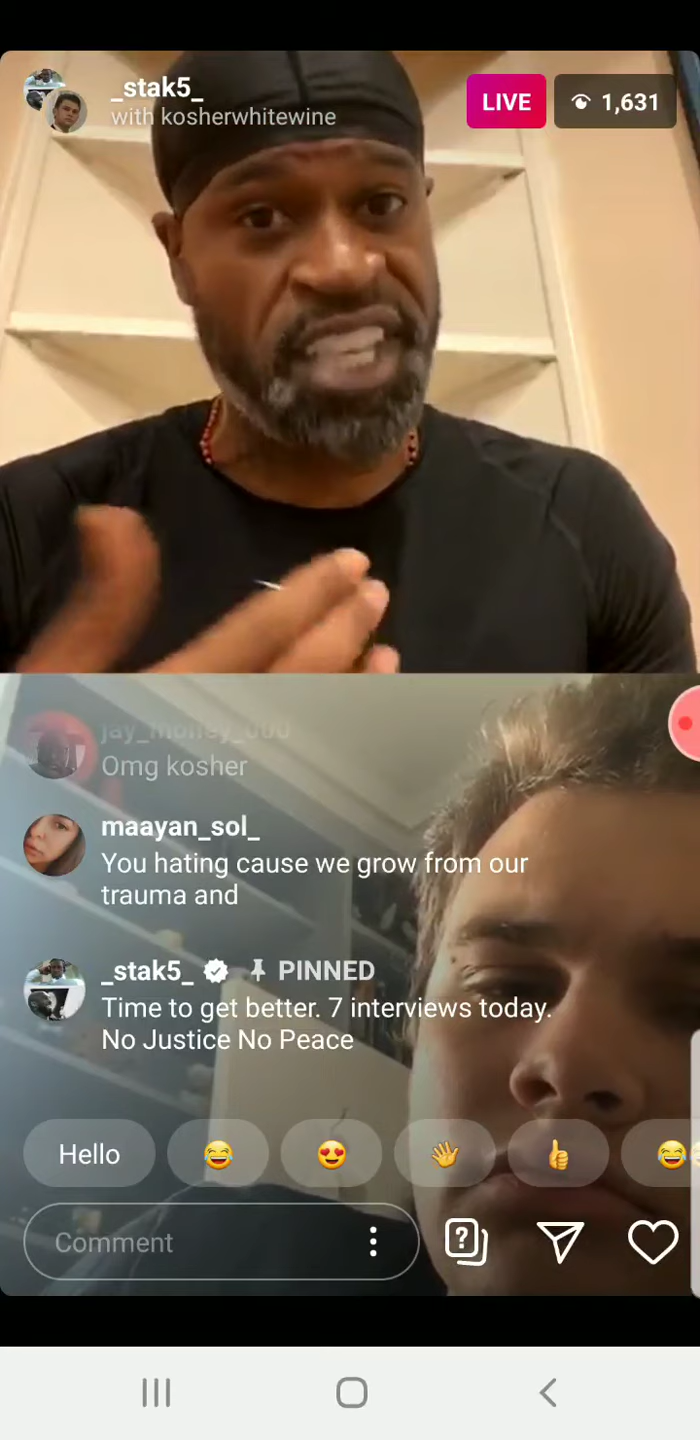 _stak5_
with kosherwhitewine
LIVE
1,631
Omg kosher
maayan_sol_
You hating cause we grow from our
trauma and
_stak5_ PINNED
Time to get better. 7 interviews today.
No Justice No Peace
Hello
Comment